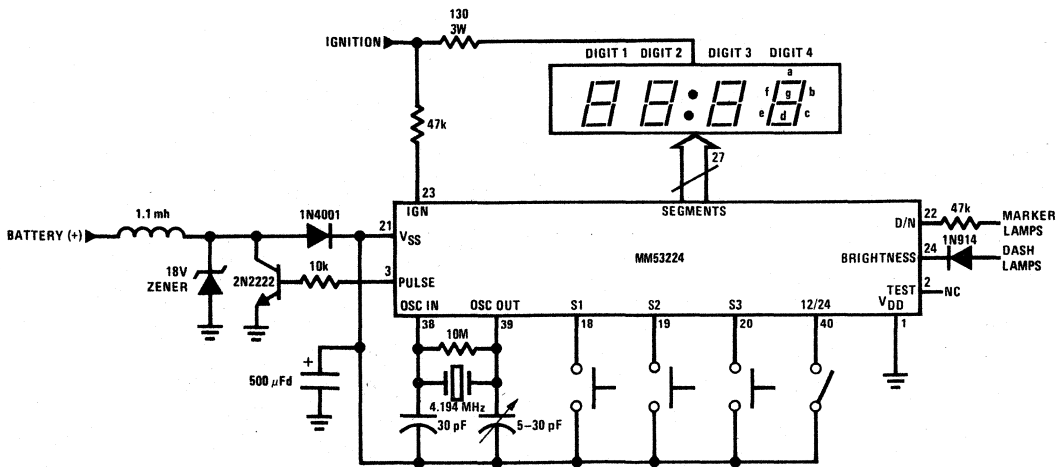 130
3W
IGNITION
DIGIT 1 DIGIT 2 DIGIT 3 DIGIT 4
a
f g b
e d c
47k
27
23
IGN
SEGMENTS
1.1 mh
1N4001
21
VSS
BATTERY (+)
18V
ZENER
2N2222
10k
3
PULSE
MM53224
D/N
22
47k
MARKER
LAMPS
BRIGHTNESS
24
1N914
DASH
LAMPS
TEST
2
NC
VDD
1
OSC IN
38
OSC OUT
39
S1
18
S2
19
S3
20
12/24
40
10M
4.194 MHz
+
500 µFd
30 pF
5–30 pF